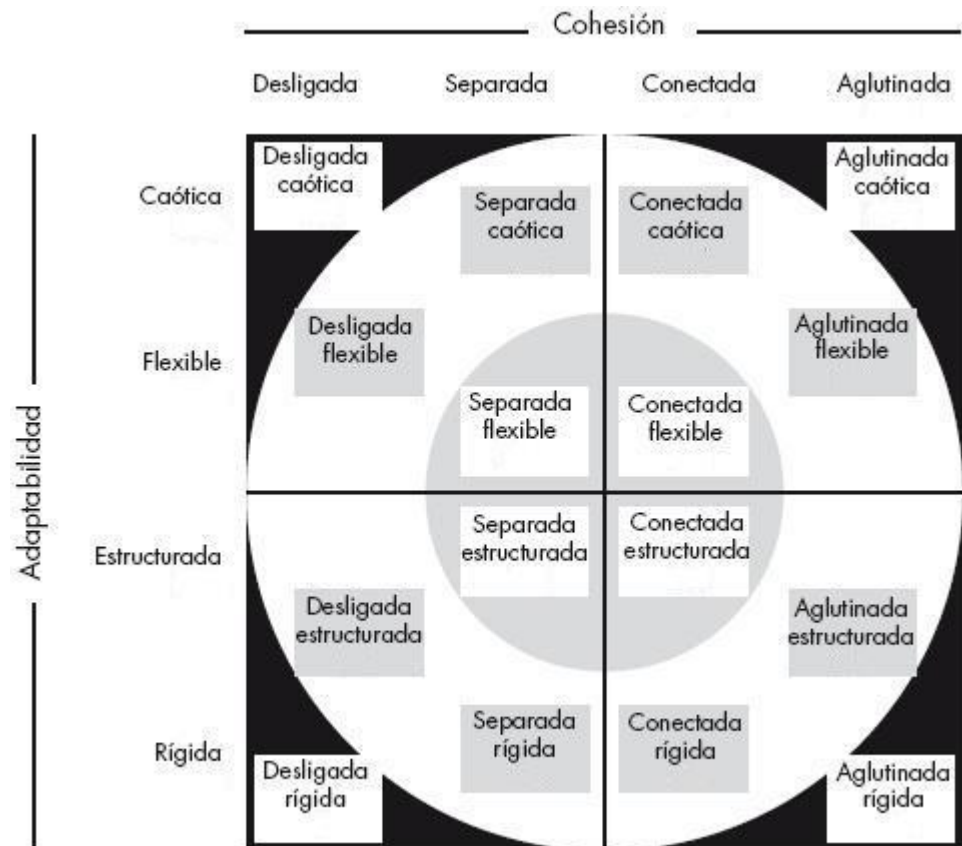 Cohesión
Desligada Separada Conectada Aglutinada
Adaptabilidad
Caótica
Flexible
Estructurada
Rígida
Desligada
caótica
Separada
caótica
Conectada
caótica
Aglutinada
caótica
Desligada
flexible
Separada
flexible
Conectada
flexible
Aglutinada
flexible
Separada
estructurada
Conectada
estructurada
Desligada
estructurada
Aglutinada
estructurada
Separada
rígida
Conectada
rígida
Desligada
rígida
Aglutinada
rígida